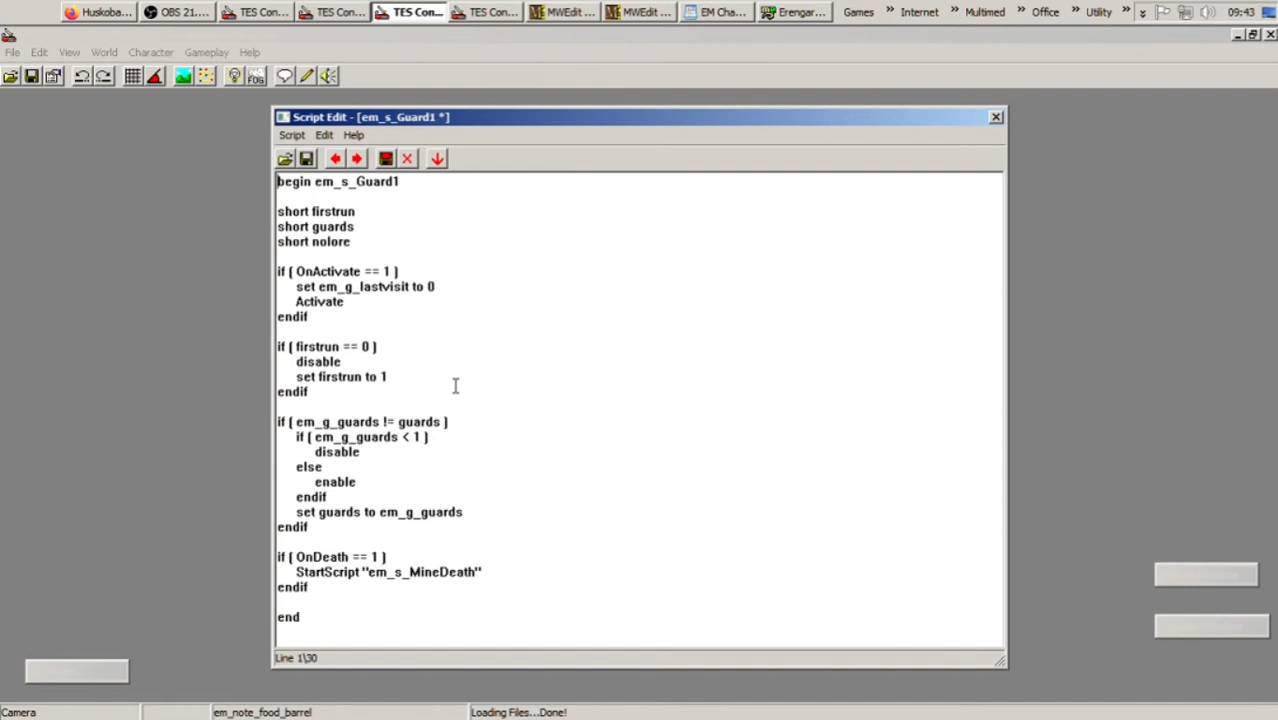 Huskoba... OBS 21.... TES Con... TES Con... TES Con... TES Con... MWEdit ... MWEdit ... EM Cha... Erengar... Games » Internet » Multimed » Office » Utility » 09:43
File Edit View World Character Gameplay Help
FOG
Script Edit - [em_s_Guard1 *]
Script Edit Help
begin em_s_Guard1
short firstrun
short guards
short nolore
if ( OnActivate == 1 )
set em_g_lastvisit to 0
Activate
endif
if ( firstrun == 0 )
disable
set firstrun to 1
endif
if ( em_g_guards != guards )
if ( em_g_guards < 1 )
disable
else
enable
endif
set guards to em_g_guards
endif
if ( OnDeath == 1 )
StartScript "em_s_MineDeath"
endif
end
Line 1\30
Camera em_note_food_barrel Loading Files...Done!